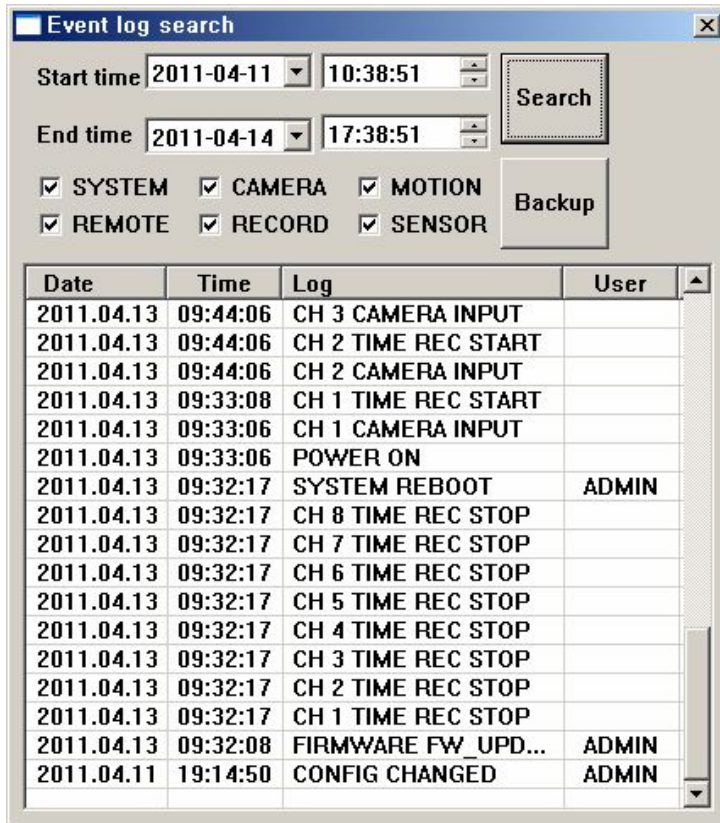 Event log search
Start time 2011-04-11 10:38:51 Search
End time 2011-04-14 17:38:51
SYSTEM CAMERA MOTION Backup
REMOTE RECORD SENSOR
Date Time Log User
2011.04.13 09:44:06 CH 3 CAMERA INPUT
2011.04.13 09:44:06 CH 2 TIME REC START
2011.04.13 09:44:06 CH 2 CAMERA INPUT
2011.04.13 09:33:08 CH 1 TIME REC START
2011.04.13 09:33:06 CH 1 CAMERA INPUT
2011.04.13 09:33:06 POWER ON
2011.04.13 09:32:17 SYSTEM REBOOT ADMIN
2011.04.13 09:32:17 CH 8 TIME REC STOP
2011.04.13 09:32:17 CH 7 TIME REC STOP
2011.04.13 09:32:17 CH 6 TIME REC STOP
2011.04.13 09:32:17 CH 5 TIME REC STOP
2011.04.13 09:32:17 CH 4 TIME REC STOP
2011.04.13 09:32:17 CH 3 TIME REC STOP
2011.04.13 09:32:17 CH 2 TIME REC STOP
2011.04.13 09:32:17 CH 1 TIME REC STOP
2011.04.13 09:32:08 FIRMWARE FW_UPD... ADMIN
2011.04.11 19:14:50 CONFIG CHANGED ADMIN